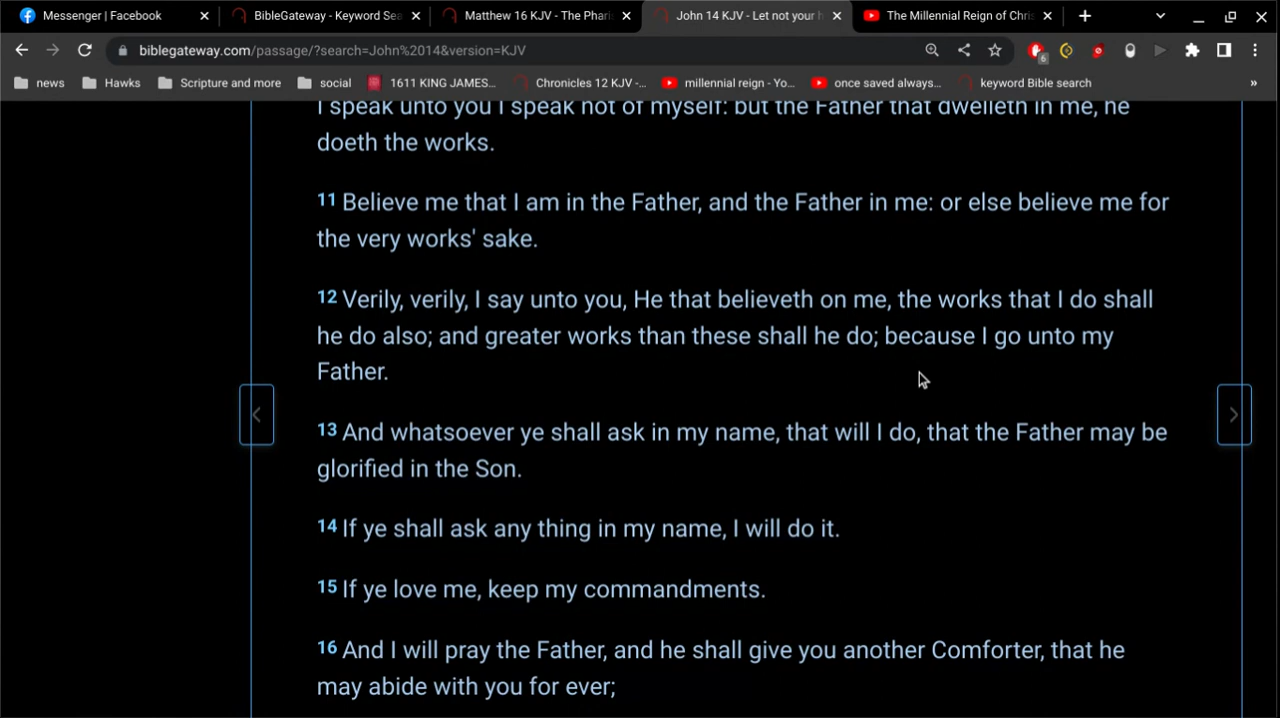 Messenger | Facebook
BibleGateway - Keyword Sea
Matthew 16 KJV - The Phari
John 14 KJV - Let not your h
The Millennial Reign of Chris
biblegateway.com/passage/?search=John%2014&version=KJV
6
news
Hawks
Scripture and more
social
1611 KING JAMES...
Chronicles 12 KJV -...
millennial reign - Yo...
once saved always...
keyword Bible search
»
I speak unto you I speak not of myself: but the Father that dwelleth in me, he
doeth the works.
11 Believe me that I am in the Father, and the Father in me: or else believe me for
the very works' sake.
12 Verily, verily, I say unto you, He that believeth on me, the works that I do shall
he do also; and greater works than these shall he do; because I go unto my
Father.
13 And whatsoever ye shall ask in my name, that will I do, that the Father may be
glorified in the Son.
14 If ye shall ask any thing in my name, I will do it.
15 If ye love me, keep my commandments.
16 And I will pray the Father, and he shall give you another Comforter, that he
may abide with you for ever;